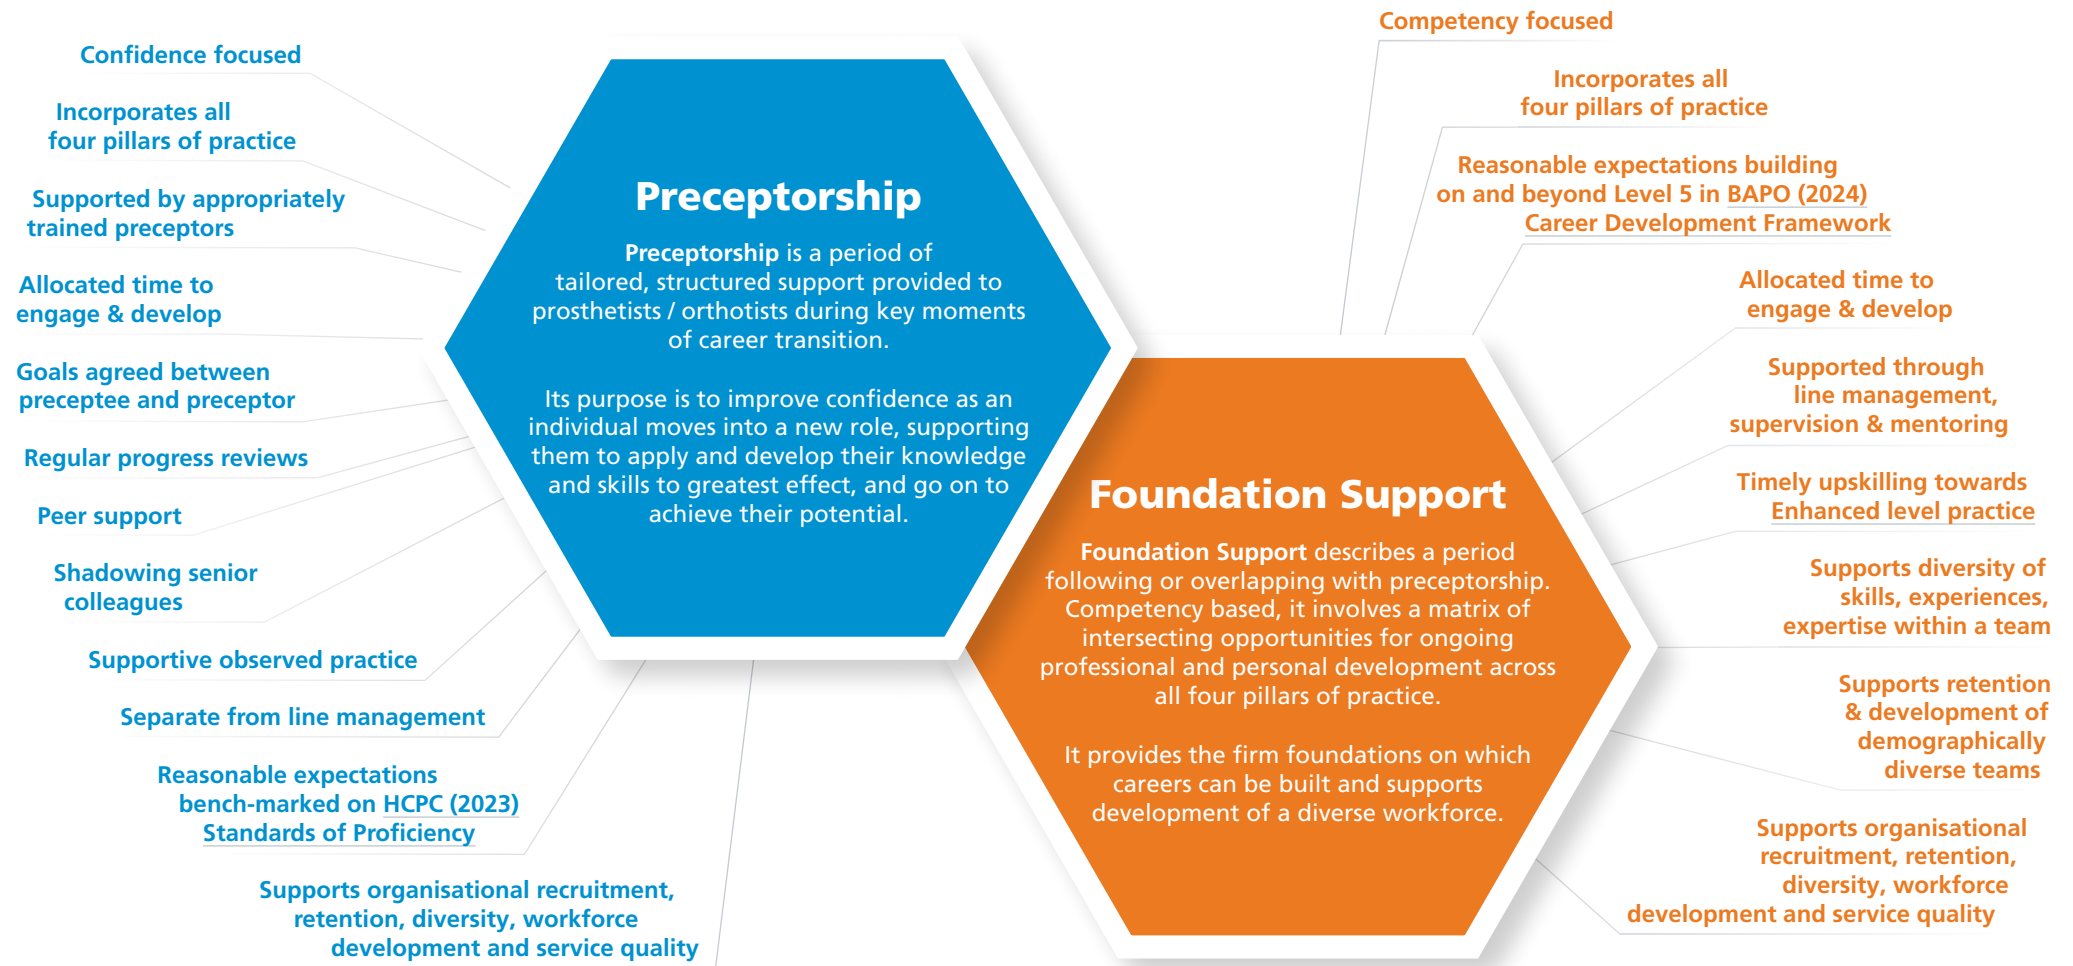 Confidence focused
Incorporates all
four pillars of practice
Supported by appropriately
trained preceptors
Allocated time to
engage & develop
Goals agreed between
preceptee and preceptor
Regular progress reviews
Peer support
Shadowing senior
colleagues
Supportive observed practice
Separate from line management
Reasonable expectations
bench-marked on HCPC (2023)
Standards of Proficiency
Supports organisational recruitment,
retention, diversity, workforce
development and service quality
Preceptorship
Preceptorship is a period of
tailored, structured support provided to
prosthetists / orthotists during key moments
of career transition.
Its purpose is to improve confidence as an
individual moves into a new role, supporting
them to apply and develop their knowledge
and skills to greatest effect, and go on to
achieve their potential.
Foundation Support
Foundation Support describes a period
following or overlapping with preceptorship.
Competency based, it involves a matrix of
intersecting opportunities for ongoing
professional and personal development across
all four pillars of practice.
It provides the firm foundations on which
careers can be built and supports
development of a diverse workforce.
Competency focused
Incorporates all
four pillars of practice
Reasonable expectations building
on and beyond Level 5 in BAPO (2024)
Career Development Framework
Allocated time to
engage & develop
Supported through
line management,
supervision & mentoring
Timely upskilling towards
Enhanced level practice
Supports diversity of
skills, experiences,
expertise within a team
Supports retention
& development of
demographically
diverse teams
Supports organisational
recruitment, retention,
diversity, workforce
development and service quality